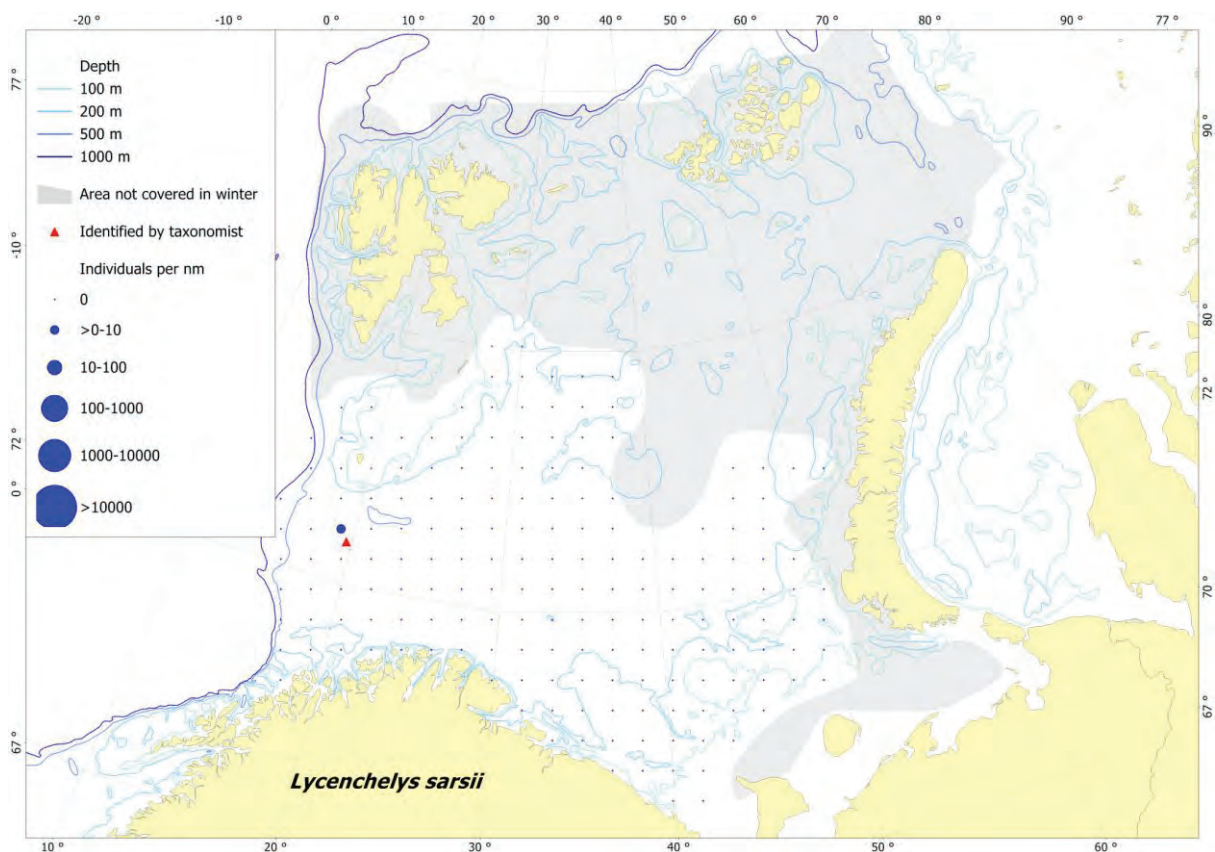 -20 ° -10 ° 0 ° 10 ° 20 ° 30 ° 40 ° 50 ° 60 ° 70 ° 80 ° 90 ° 77 °
Depth
100 m
200 m
500 m
1000 m
Area not covered in winter
Identified by taxonomist
Individuals per nm
0
>0-10
10-100
100-1000
1000-10000
>10000
77 °
-10 °
72 °
0 °
67 °
90 °
80 °
72 °
70 °
67 °
Lycenchelys sarsii
10 ° 20 ° 30 ° 40 ° 50 ° 60 °